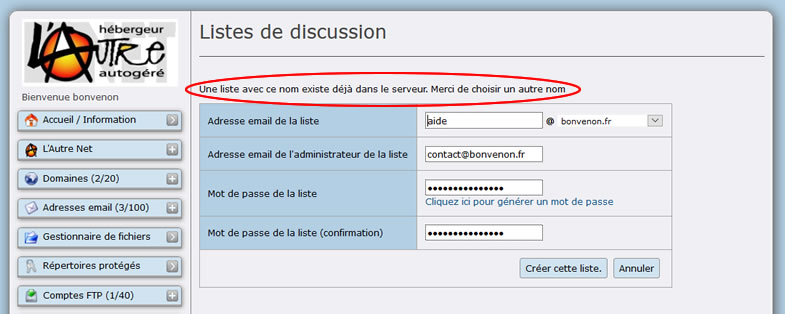 hébergeur
L'AUTRE
autogéré
Bienvenue bonvenon
Accueil / Information
L'Autre Net
Domaines (2/20)
Adresses email (3/100)
Gestionnaire de fichiers
Répertoires protégés
Comptes FTP (1/40)
Listes de discussion
Une liste avec ce nom existe déjà dans le serveur. Merci de choisir un autre nom
Adresse email de la liste aide @ bonvenon.fr
Adresse email de l'administrateur de la liste contact@bonvenon.fr
Mot de passe de la liste •••••••••••••••
Cliquez ici pour générer un mot de passe
Mot de passe de la liste (confirmation) •••••••••••••••
Créer cette liste. Annuler